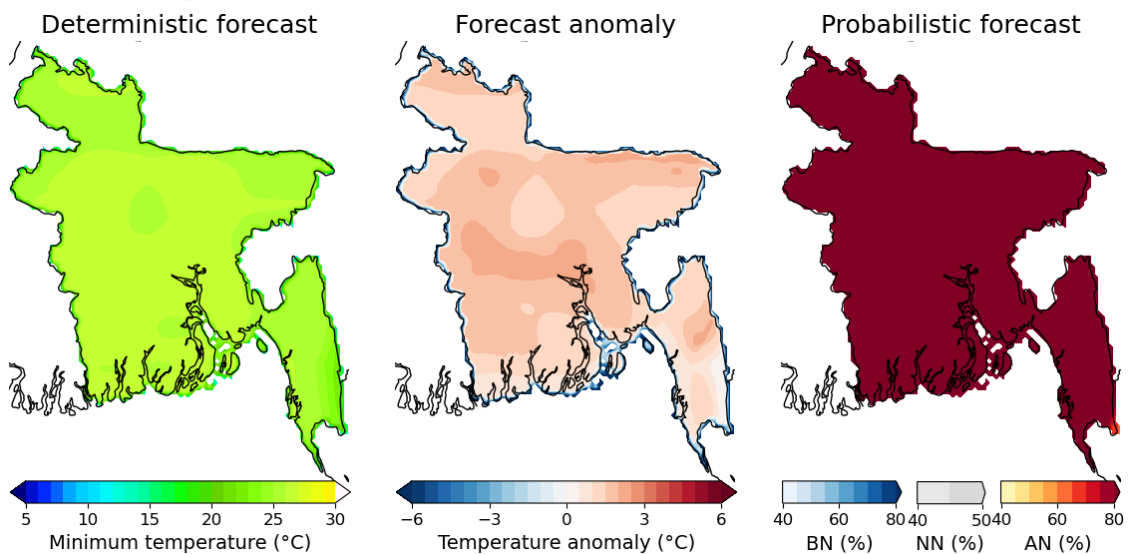 Deterministic forecast
Forecast anomaly
Probabilistic forecast
5 10 15 20 25 30
Minimum temperature (°C)
−6 −3 0 3 6
Temperature anomaly (°C)
40 60 80
BN (%)
40 50
NN (%)
40 60 80
AN (%)